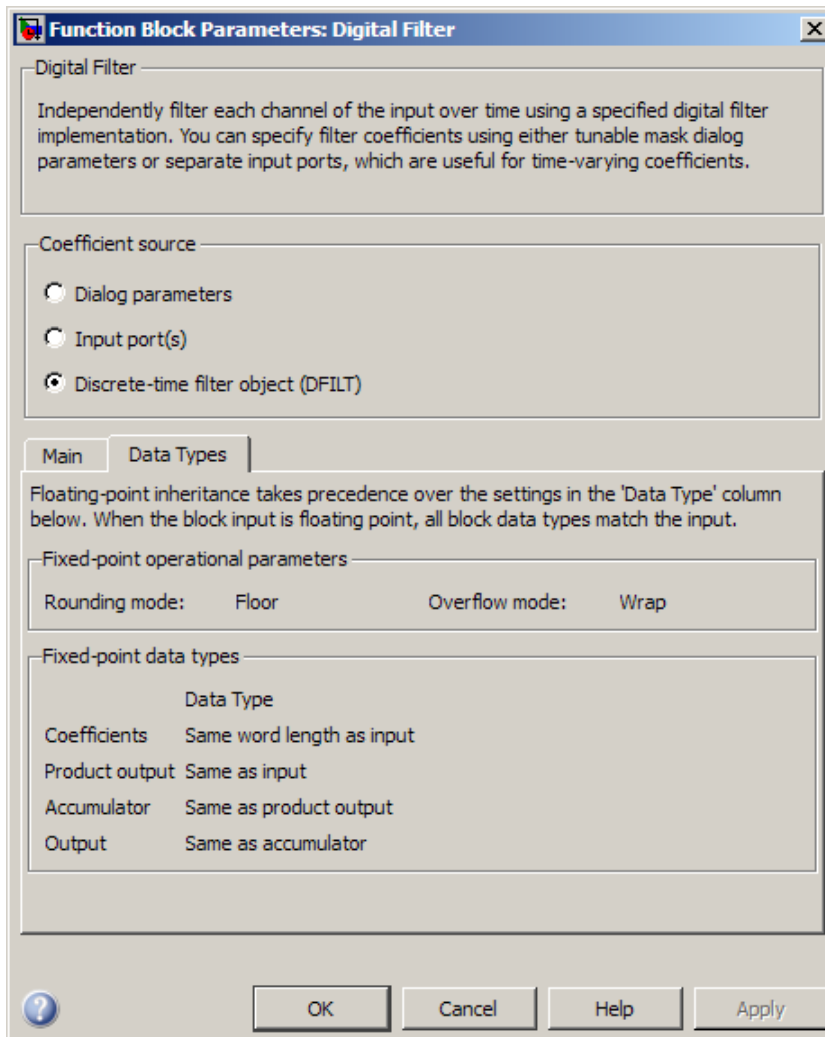 Function Block Parameters: Digital Filter
Digital Filter
Independently filter each channel of the input over time using a specified digital filter
implementation. You can specify filter coefficients using either tunable mask dialog
parameters or separate input ports, which are useful for time-varying coefficients.
Coefficient source
Dialog parameters
Input port(s)
Discrete-time filter object (DFILT)
Main Data Types
Floating-point inheritance takes precedence over the settings in the 'Data Type' column
below. When the block input is floating point, all block data types match the input.
Fixed-point operational parameters
Rounding mode: Floor Overflow mode: Wrap
Fixed-point data types
Data Type
Coefficients Same word length as input
Product output Same as input
Accumulator Same as product output
Output Same as accumulator
? OK Cancel Help Apply